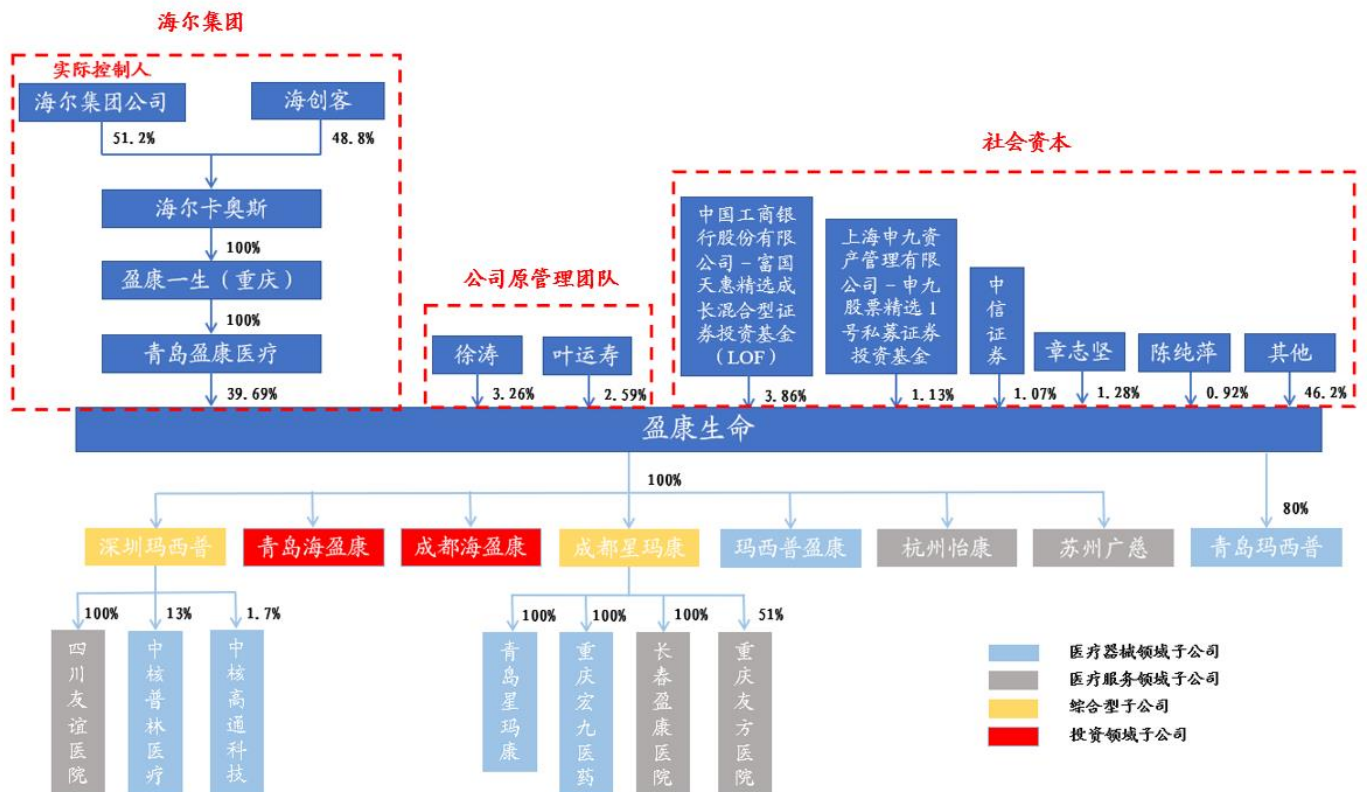 海尔集团
实际控制人
海尔集团公司
海创客
51.2%
48.8%
海尔卡奥斯
100%
盈康一生（重庆）
100%
青岛盈康医疗
39.69%
公司原管理团队
徐涛
叶运寿
3.26%
2.59%
社会资本
中国工商银
行股份有限
公司－富国
天惠精选成
长混合型证
券投资基金
（LOF）
上海申九资
产管理有限
公司－申九
股票精选1
号私募证券
投资基金
中信证券
章志坚
陈纯萍
其他
3.86%
1.13%
1.07%
1.28%
0.92%
46.2%
盈康生命
100%
80%
深圳玛西普
青岛海盈康
成都海盈康
成都星玛康
玛西普盈康
杭州怡康
苏州广慈
青岛玛西普
100%
13%
1.7%
四川友谊医院
中核普林医疗
中核高通科技
100%
100%
100%
51%
青岛星玛康
重庆宏九医药
长春盈康医院
重庆友方医院
医疗器械领域子公司
医疗服务领域子公司
综合型子公司
投资领域子公司